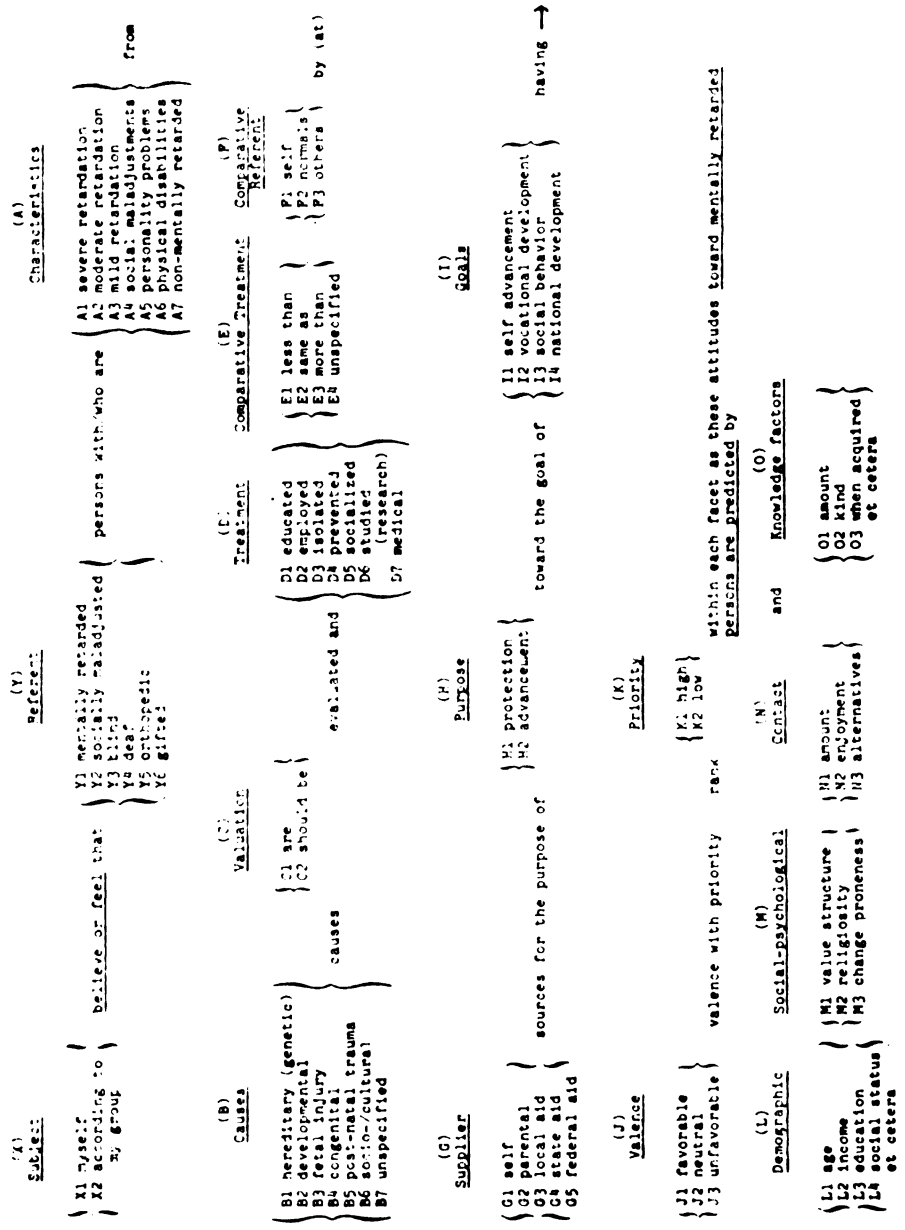 (X)
Subject
X1 myself
X2 according to
my group
believe or feel that
(Y)
Referent
Y1 mentally retarded
Y2 socially maladjusted
Y3 blind
Y4 deaf
Y5 orthopedic
Y6 gifted
persons with/who are
(A)
Characteristics
A1 severe retardation
A2 moderate retardation
A3 mild retardation
A4 social maladjustments
A5 personality problems
A6 physical disabilities
A7 non-mentally retarded
from
(B)
Causes
B1 hereditary (genetic)
B2 developmental
B3 fetal injury
B4 congenital
B5 post-natal trauma
B6 socio-/cultural
B7 unspecified
causes
(C)
Valuation
C1 are
C2 should be
evaluated and
(D)
Treatment
D1 educated
D2 employed
D3 isolated
D4 prevented
D5 socialized
D6 studied
(research)
D7 medical
(E)
Comparative Treatment
E1 less than
E2 same as
E3 more than
E4 unspecified
(F)
Comparative
Referent
F1 self
F2 normals
F3 others
by (at)
(G)
Supplier
G1 self
G2 parental
G3 local aid
G4 state aid
G5 federal aid
sources for the purpose of
(H)
Purpose
H1 protection
H2 advancement
toward the goal of
(I)
Goals
I1 self advancement
I2 vocational development
I3 social behavior
I4 national development
having →
(J)
Valence
J1 favorable
J2 neutral
J3 unfavorable
valence with priority
(K)
Priority
rank
K1 high
K2 low
within each facet as these attitudes toward mentally retarded
persons are predicted by
(L)
Demographic
L1 age
L2 income
L3 education
L4 social status
et cetera
(M)
Social-psychological
M1 value structure
M2 religiosity
M3 change proneness
(N)
Contact
N1 amount
N2 enjoyment
N3 alternatives
and
(O)
Knowledge factors
O1 amount
O2 kind
O3 when acquired
et cetera